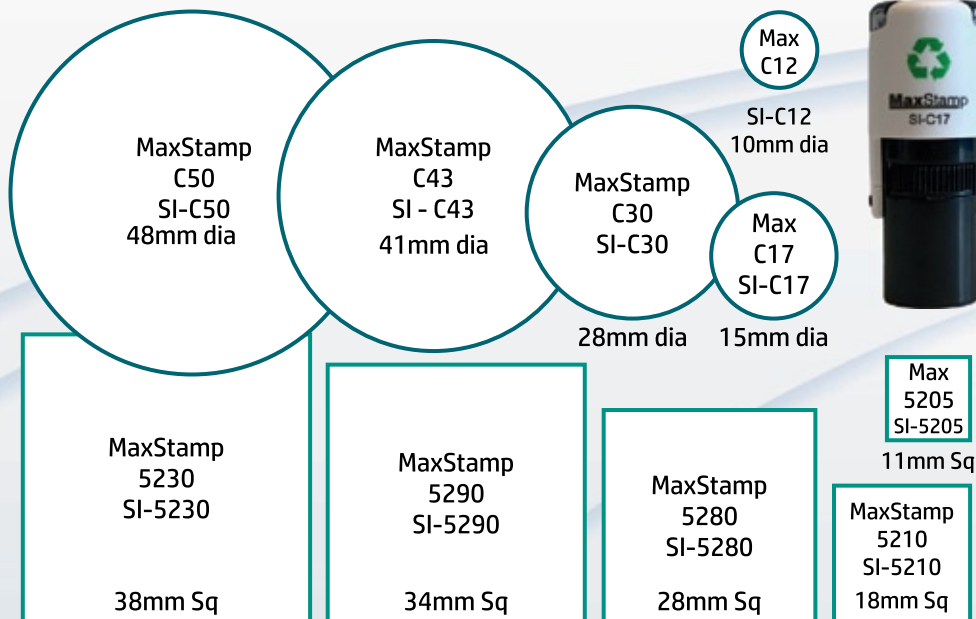 MaxStamp
C50
SI-C50
48mm dia
MaxStamp
C43
SI - C43
41mm dia
MaxStamp
C30
SI-C30
28mm dia
Max
C12
SI-C12
10mm dia
Max
C17
SI-C17
15mm dia
MaxStamp
SI-C17
MaxStamp
5230
SI-5230
38mm Sq
MaxStamp
5290
SI-5290
34mm Sq
MaxStamp
5280
SI-5280
28mm Sq
Max
5205
SI-5205
11mm Sq
MaxStamp
5210
SI-5210
18mm Sq